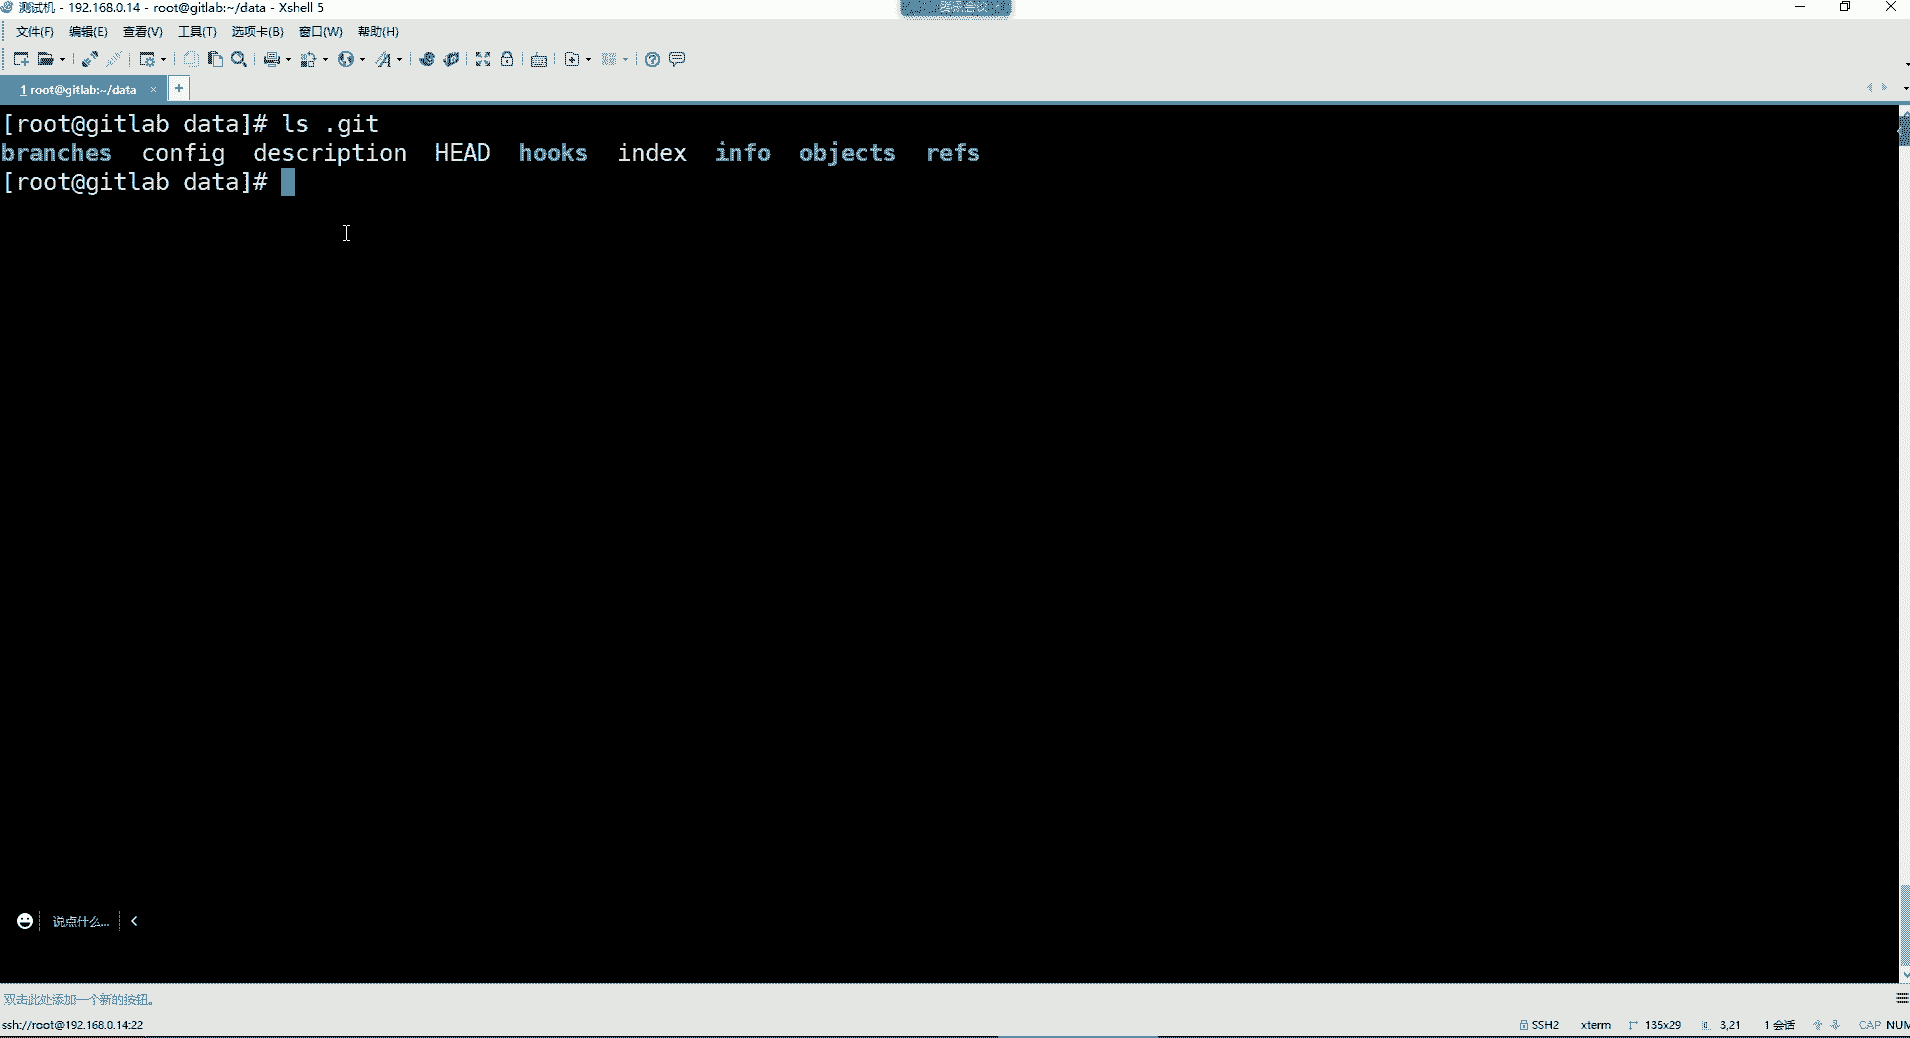 测试机 - 192.168.0.14 - root@gitlab:~/data - Xshell 5
文件(F) 编辑(E) 查看(V) 工具(T) 选项卡(B) 窗口(W) 帮助(H)
1 root@gitlab:~/data × +
[root@gitlab data]# ls .git
branches config description HEAD hooks index info objects refs
[root@gitlab data]#
说点什么...
双击此处添加一个新的按钮。
ssh://root@192.168.0.14:22 SSH2 xterm 135x29 3,21 1 会话 CAP NUM